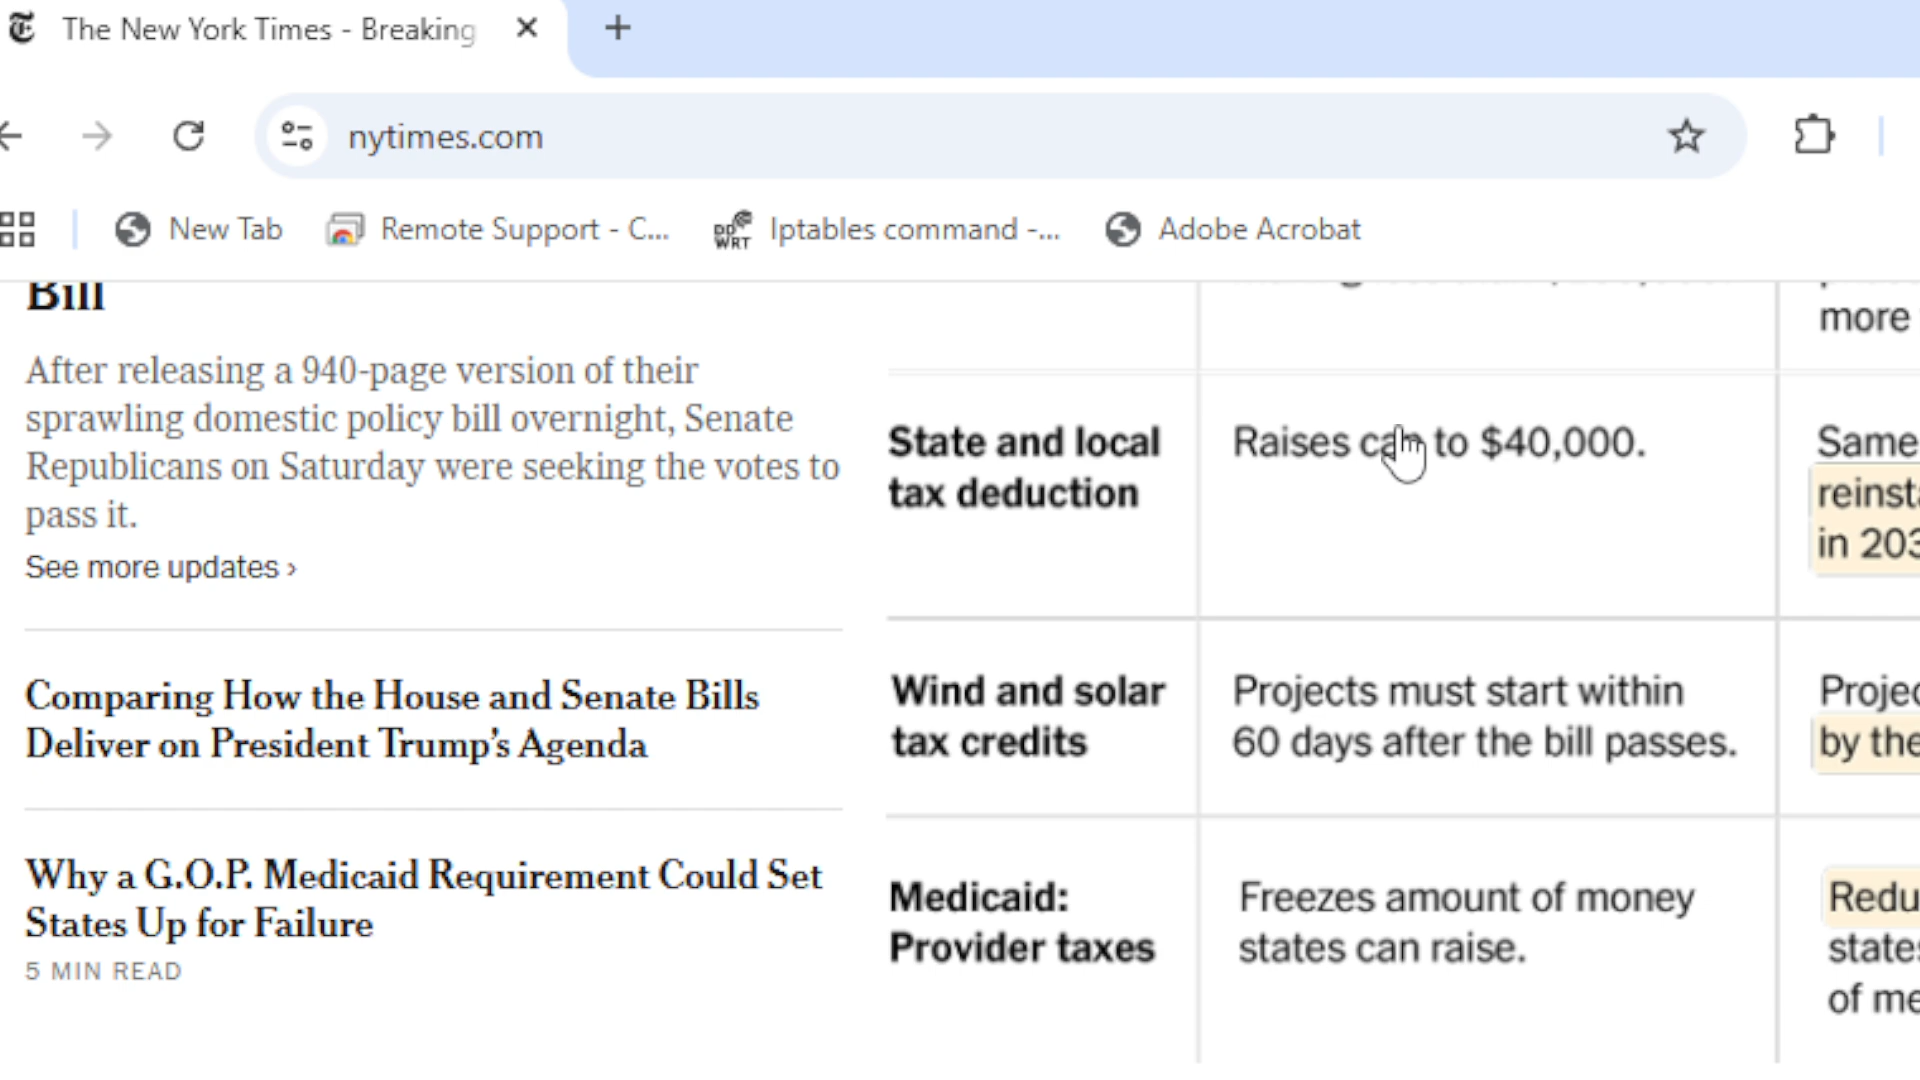 The New York Times - Breaking
nytimes.com
New Tab
Remote Support - C...
Iptables command -...
Adobe Acrobat
Bill
After releasing a 940-page version of their
sprawling domestic policy bill overnight, Senate
Republicans on Saturday were seeking the votes to
pass it.
See more updates ›
Comparing How the House and Senate Bills
Deliver on President Trump's Agenda
Why a G.O.P. Medicaid Requirement Could Set
States Up for Failure
5 MIN READ
more
State and local
tax deduction
Raises cap to $40,000.
Same
in
Wind and solar
tax credits
Projects must start within
60 days after the bill passes.
by the
Medicaid:
Provider taxes
Freezes amount of money
states can raise.
of